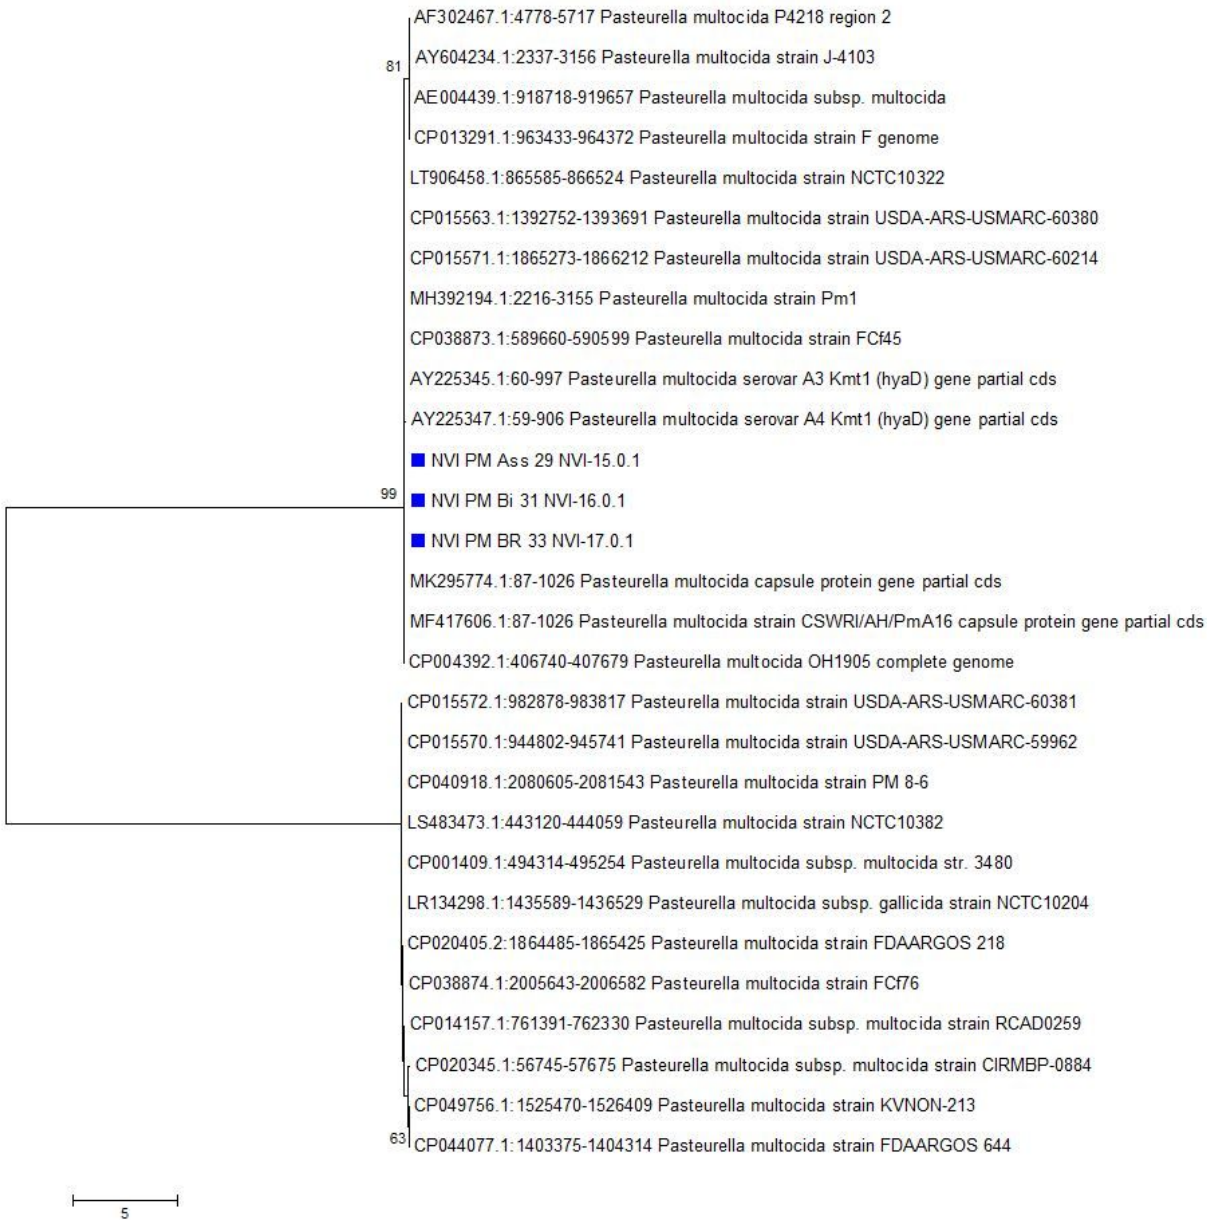 AF302467.1:4778-5717 Pasteurella multocida P4218 region 2
AY604234.1:2337-3156 Pasteurella multocida strain J-4103
81
AE004439.1:918718-919657 Pasteurella multocida subsp. multocida
CP013291.1:963433-964372 Pasteurella multocida strain F genome
LT906458.1:865585-866524 Pasteurella multocida strain NCTC10322
CP015563.1:1392752-1393691 Pasteurella multocida strain USDA-ARS-USMARC-60380
CP015571.1:1865273-1866212 Pasteurella multocida strain USDA-ARS-USMARC-60214
MH392194.1:2216-3155 Pasteurella multocida strain Pm1
CP038873.1:589660-590599 Pasteurella multocida strain FCf45
AY225345.1:60-997 Pasteurella multocida serovar A3 Kmt1 (hyaD) gene partial cds
AY225347.1:59-906 Pasteurella multocida serovar A4 Kmt1 (hyaD) gene partial cds
NVI PM Ass 29 NVI-15.0.1
99
NVI PM Bi 31 NVI-16.0.1
NVI PM BR 33 NVI-17.0.1
MK295774.1:87-1026 Pasteurella multocida capsule protein gene partial cds
MF417606.1:87-1026 Pasteurella multocida strain CSWRI/AH/PmA16 capsule protein gene partial cds
CP004392.1:406740-407679 Pasteurella multocida OH1905 complete genome
CP015572.1:982878-983817 Pasteurella multocida strain USDA-ARS-USMARC-60381
CP015570.1:944802-945741 Pasteurella multocida strain USDA-ARS-USMARC-59962
CP040918.1:2080605-2081543 Pasteurella multocida strain PM 8-6
LS483473.1:443120-444059 Pasteurella multocida strain NCTC10382
CP001409.1:494314-495254 Pasteurella multocida subsp. multocida str. 3480
LR134298.1:1435589-1436529 Pasteurella multocida subsp. gallicida strain NCTC10204
CP020405.2:1864485-1865425 Pasteurella multocida strain FDAARGOS 218
CP038874.1:2005643-2006582 Pasteurella multocida strain FCf76
CP014157.1:761391-762330 Pasteurella multocida subsp. multocida strain RCAD0259
CP020345.1:56745-57675 Pasteurella multocida subsp. multocida strain CIRMBP-0884
CP049756.1:1525470-1526409 Pasteurella multocida strain KVNON-213
63
CP044077.1:1403375-1404314 Pasteurella multocida strain FDAARGOS 644
5